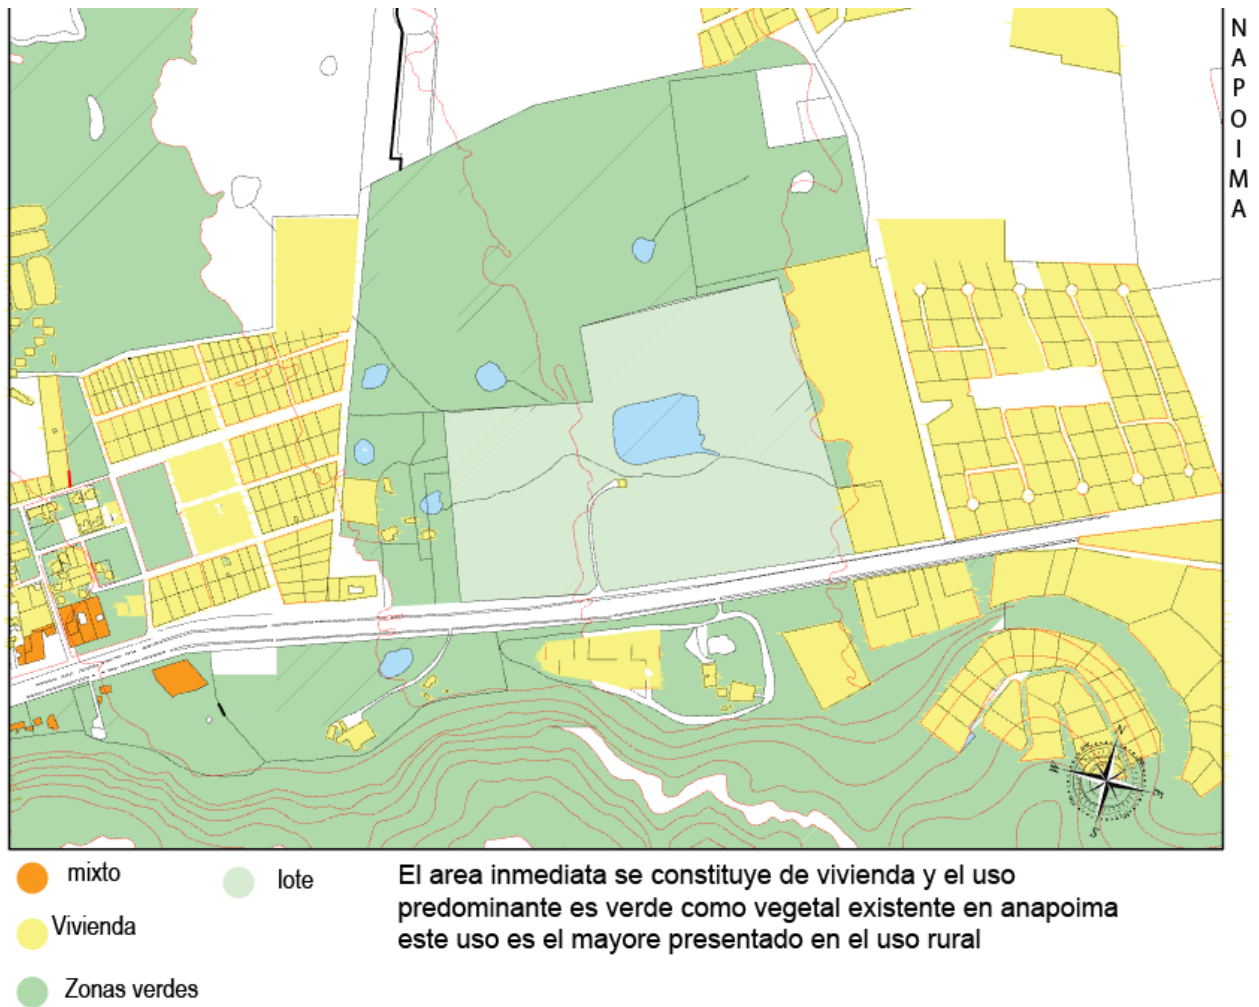 NAPOIMA
N
W
E
S
mixto
lote
Vivienda
Zonas verdes
El area inmediata se constituye de vivienda y el uso
predominante es verde como vegetal existente en anapoima
este uso es el mayore presentado en el uso rural